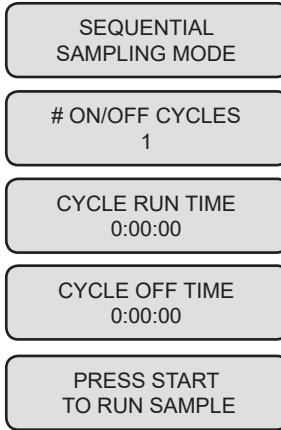 SEQUENTIAL
SAMPLING MODE
# ON/OFF CYCLES
1
CYCLE RUN TIME
0:00:00
CYCLE OFF TIME
0:00:00
PRESS START
TO RUN SAMPLE